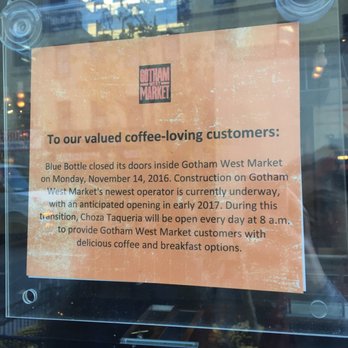 GOTHAM
WEST
MARKET
To our valued coffee-loving customers:
Blue Bottle closed its doors inside Gotham West Market
on Monday, November 14, 2016. Construction on Gotham
West Market's newest operator is currently underway,
with an anticipated opening in early 2017. During this
transition, Choza Taqueria will be open every day at 8 a.m.
to provide Gotham West Market customers with
delicious coffee and breakfast options.